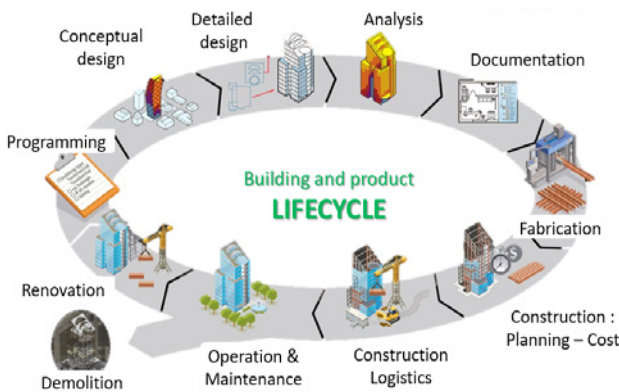 Conceptual
design
Detailed
design
Analysis
Documentation
Programming
Building and product
LIFECYCLE
Fabrication
Renovation
Construction :
Planning – Cost
Demolition
Operation &
Maintenance
Construction
Logistics